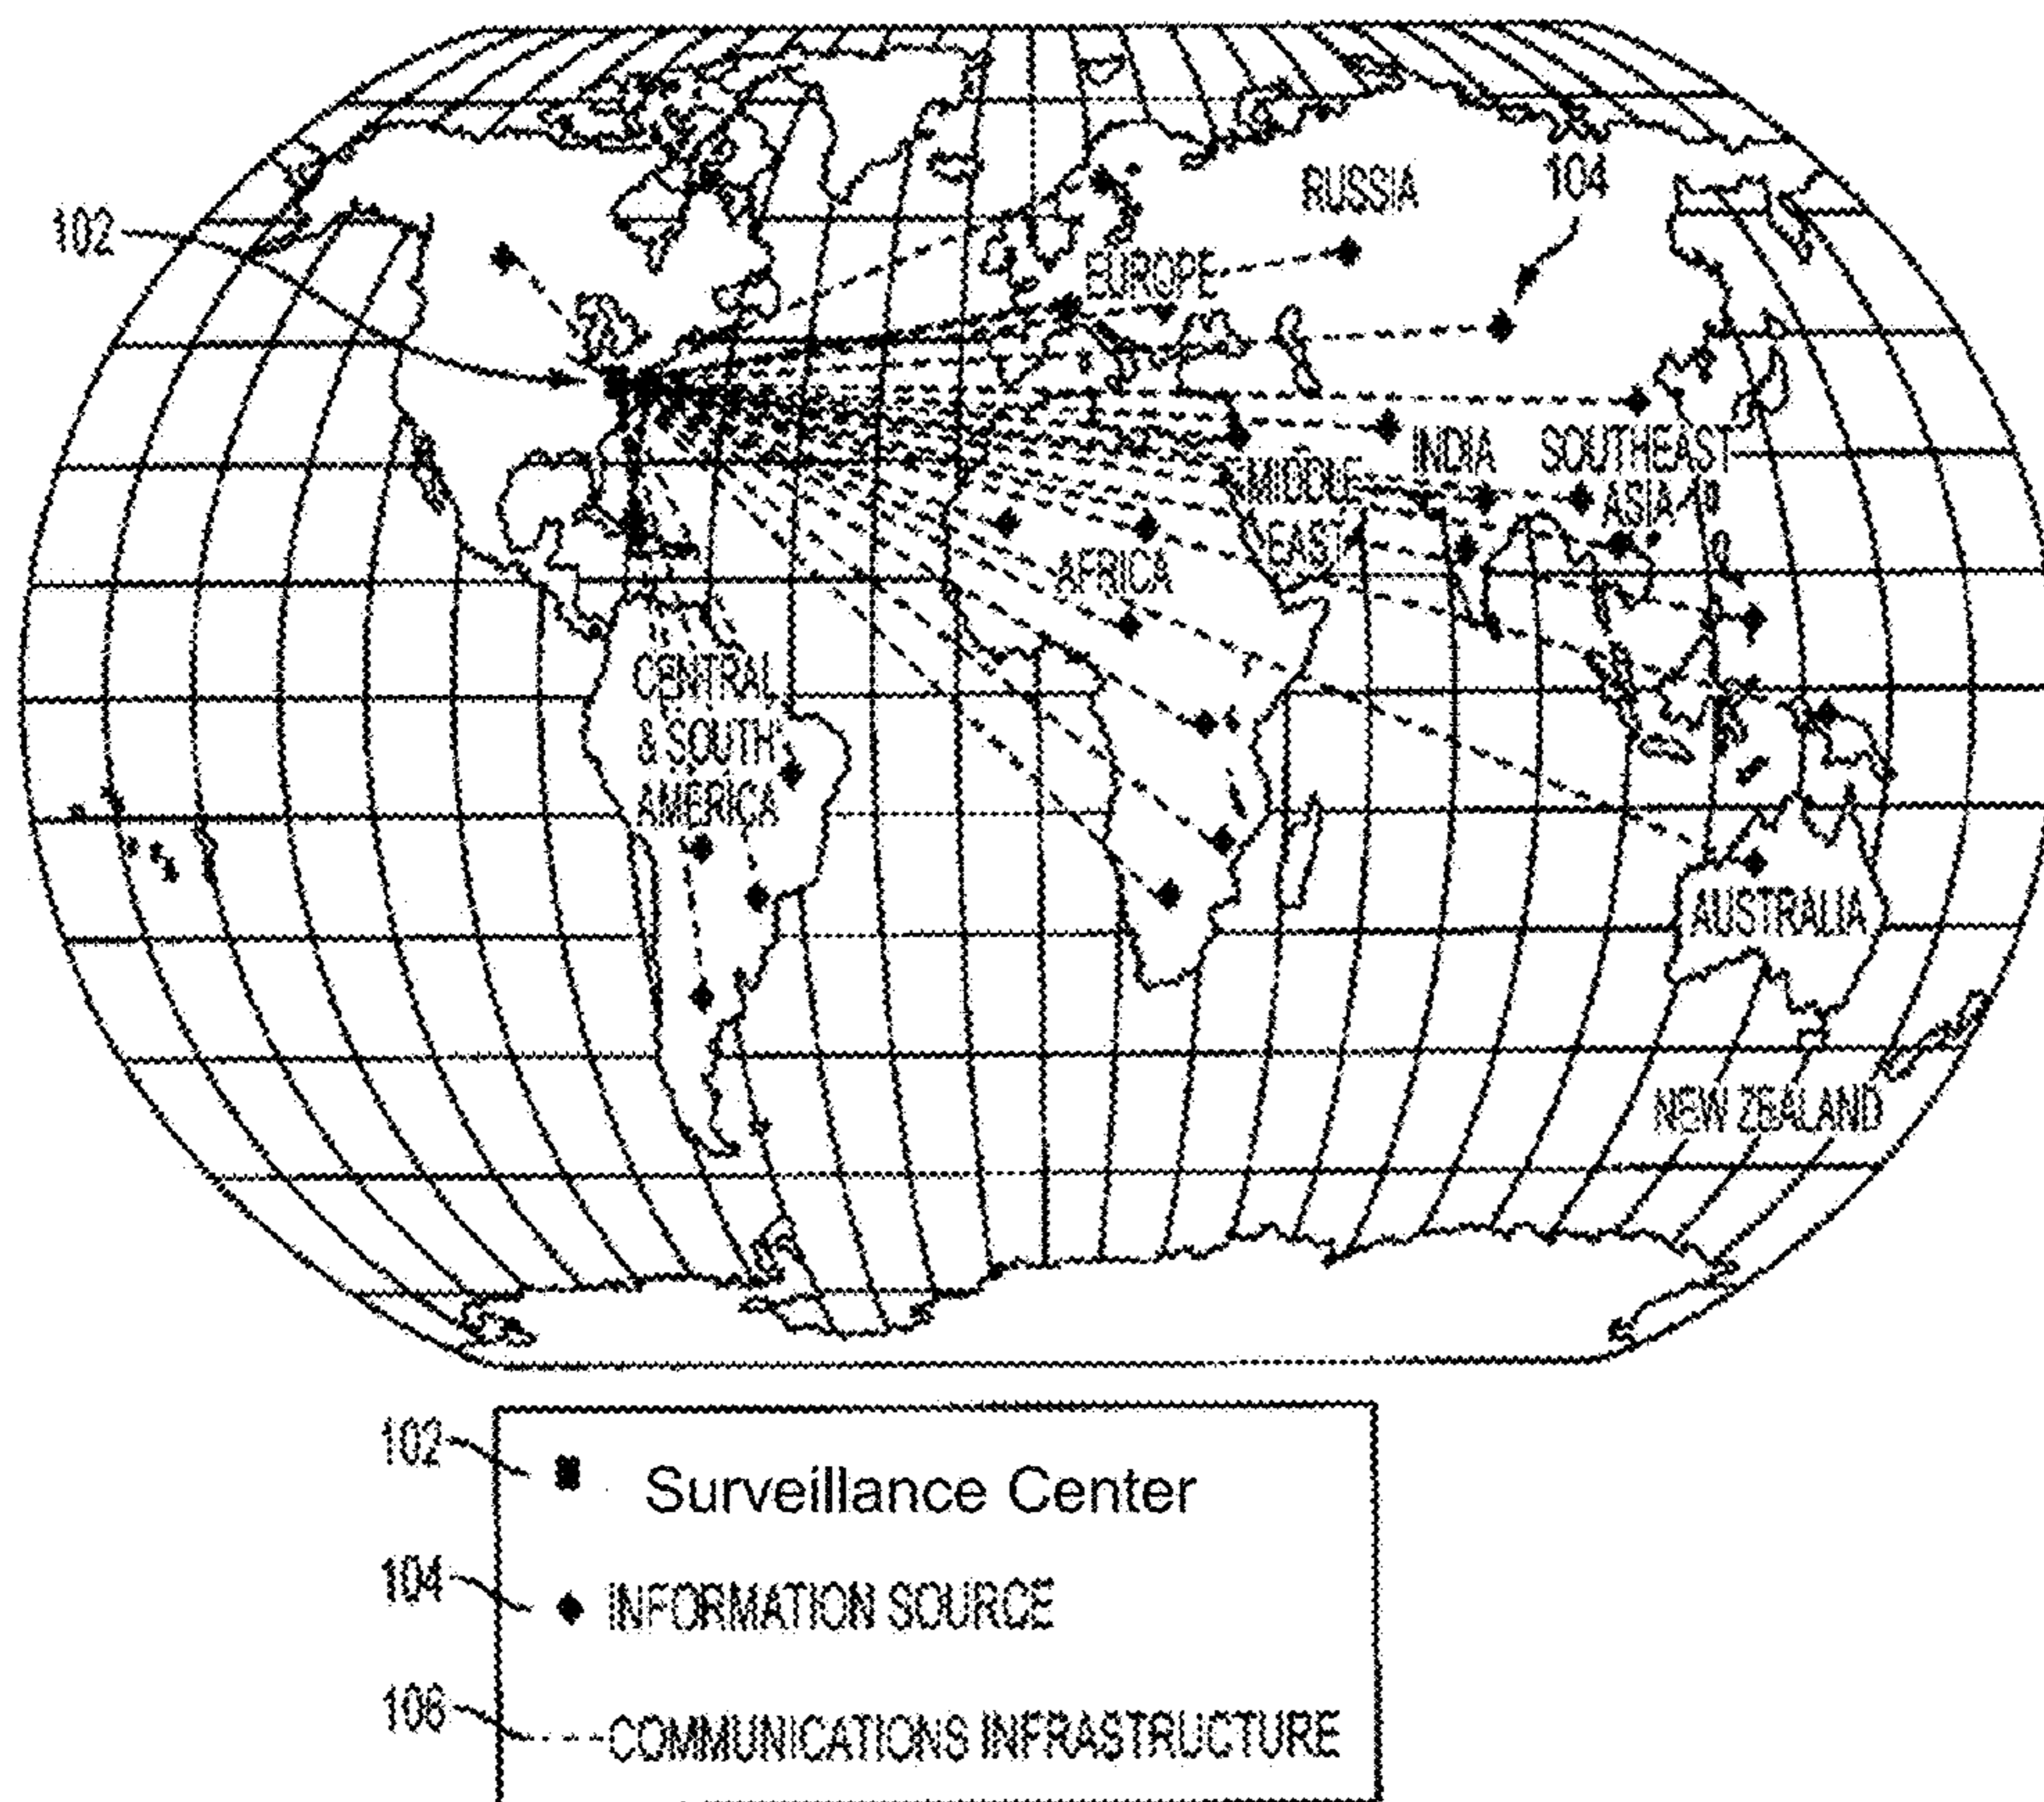 RUSSIA
104
102
EUROPE
INDIA
SOUTHEAST
ASIA
MIDDLE
EAST
AFRICA
CENTRAL
& SOUTH
AMERICA
AUSTRALIA
NEW ZEALAND
102
Surveillance Center
104
INFORMATION SOURCE
106
COMMUNICATIONS INFRASTRUCTURE